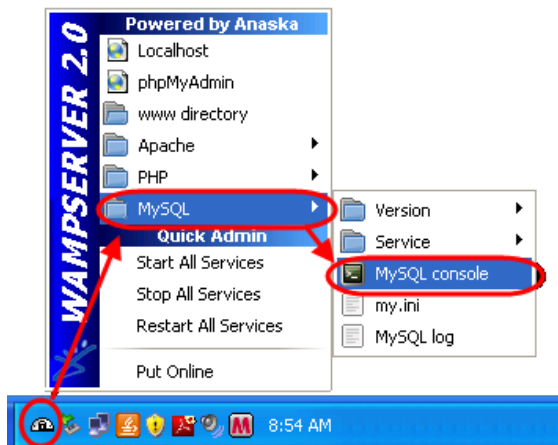 WAMPSERVER 2.0
Powered by Anaska
Localhost
phpMyAdmin
www directory
Apache
PHP
MySQL
Quick Admin
Start All Services
Stop All Services
Restart All Services
Put Online
Version
Service
MySQL console
my.ini
MySQL log
M
8:54 AM